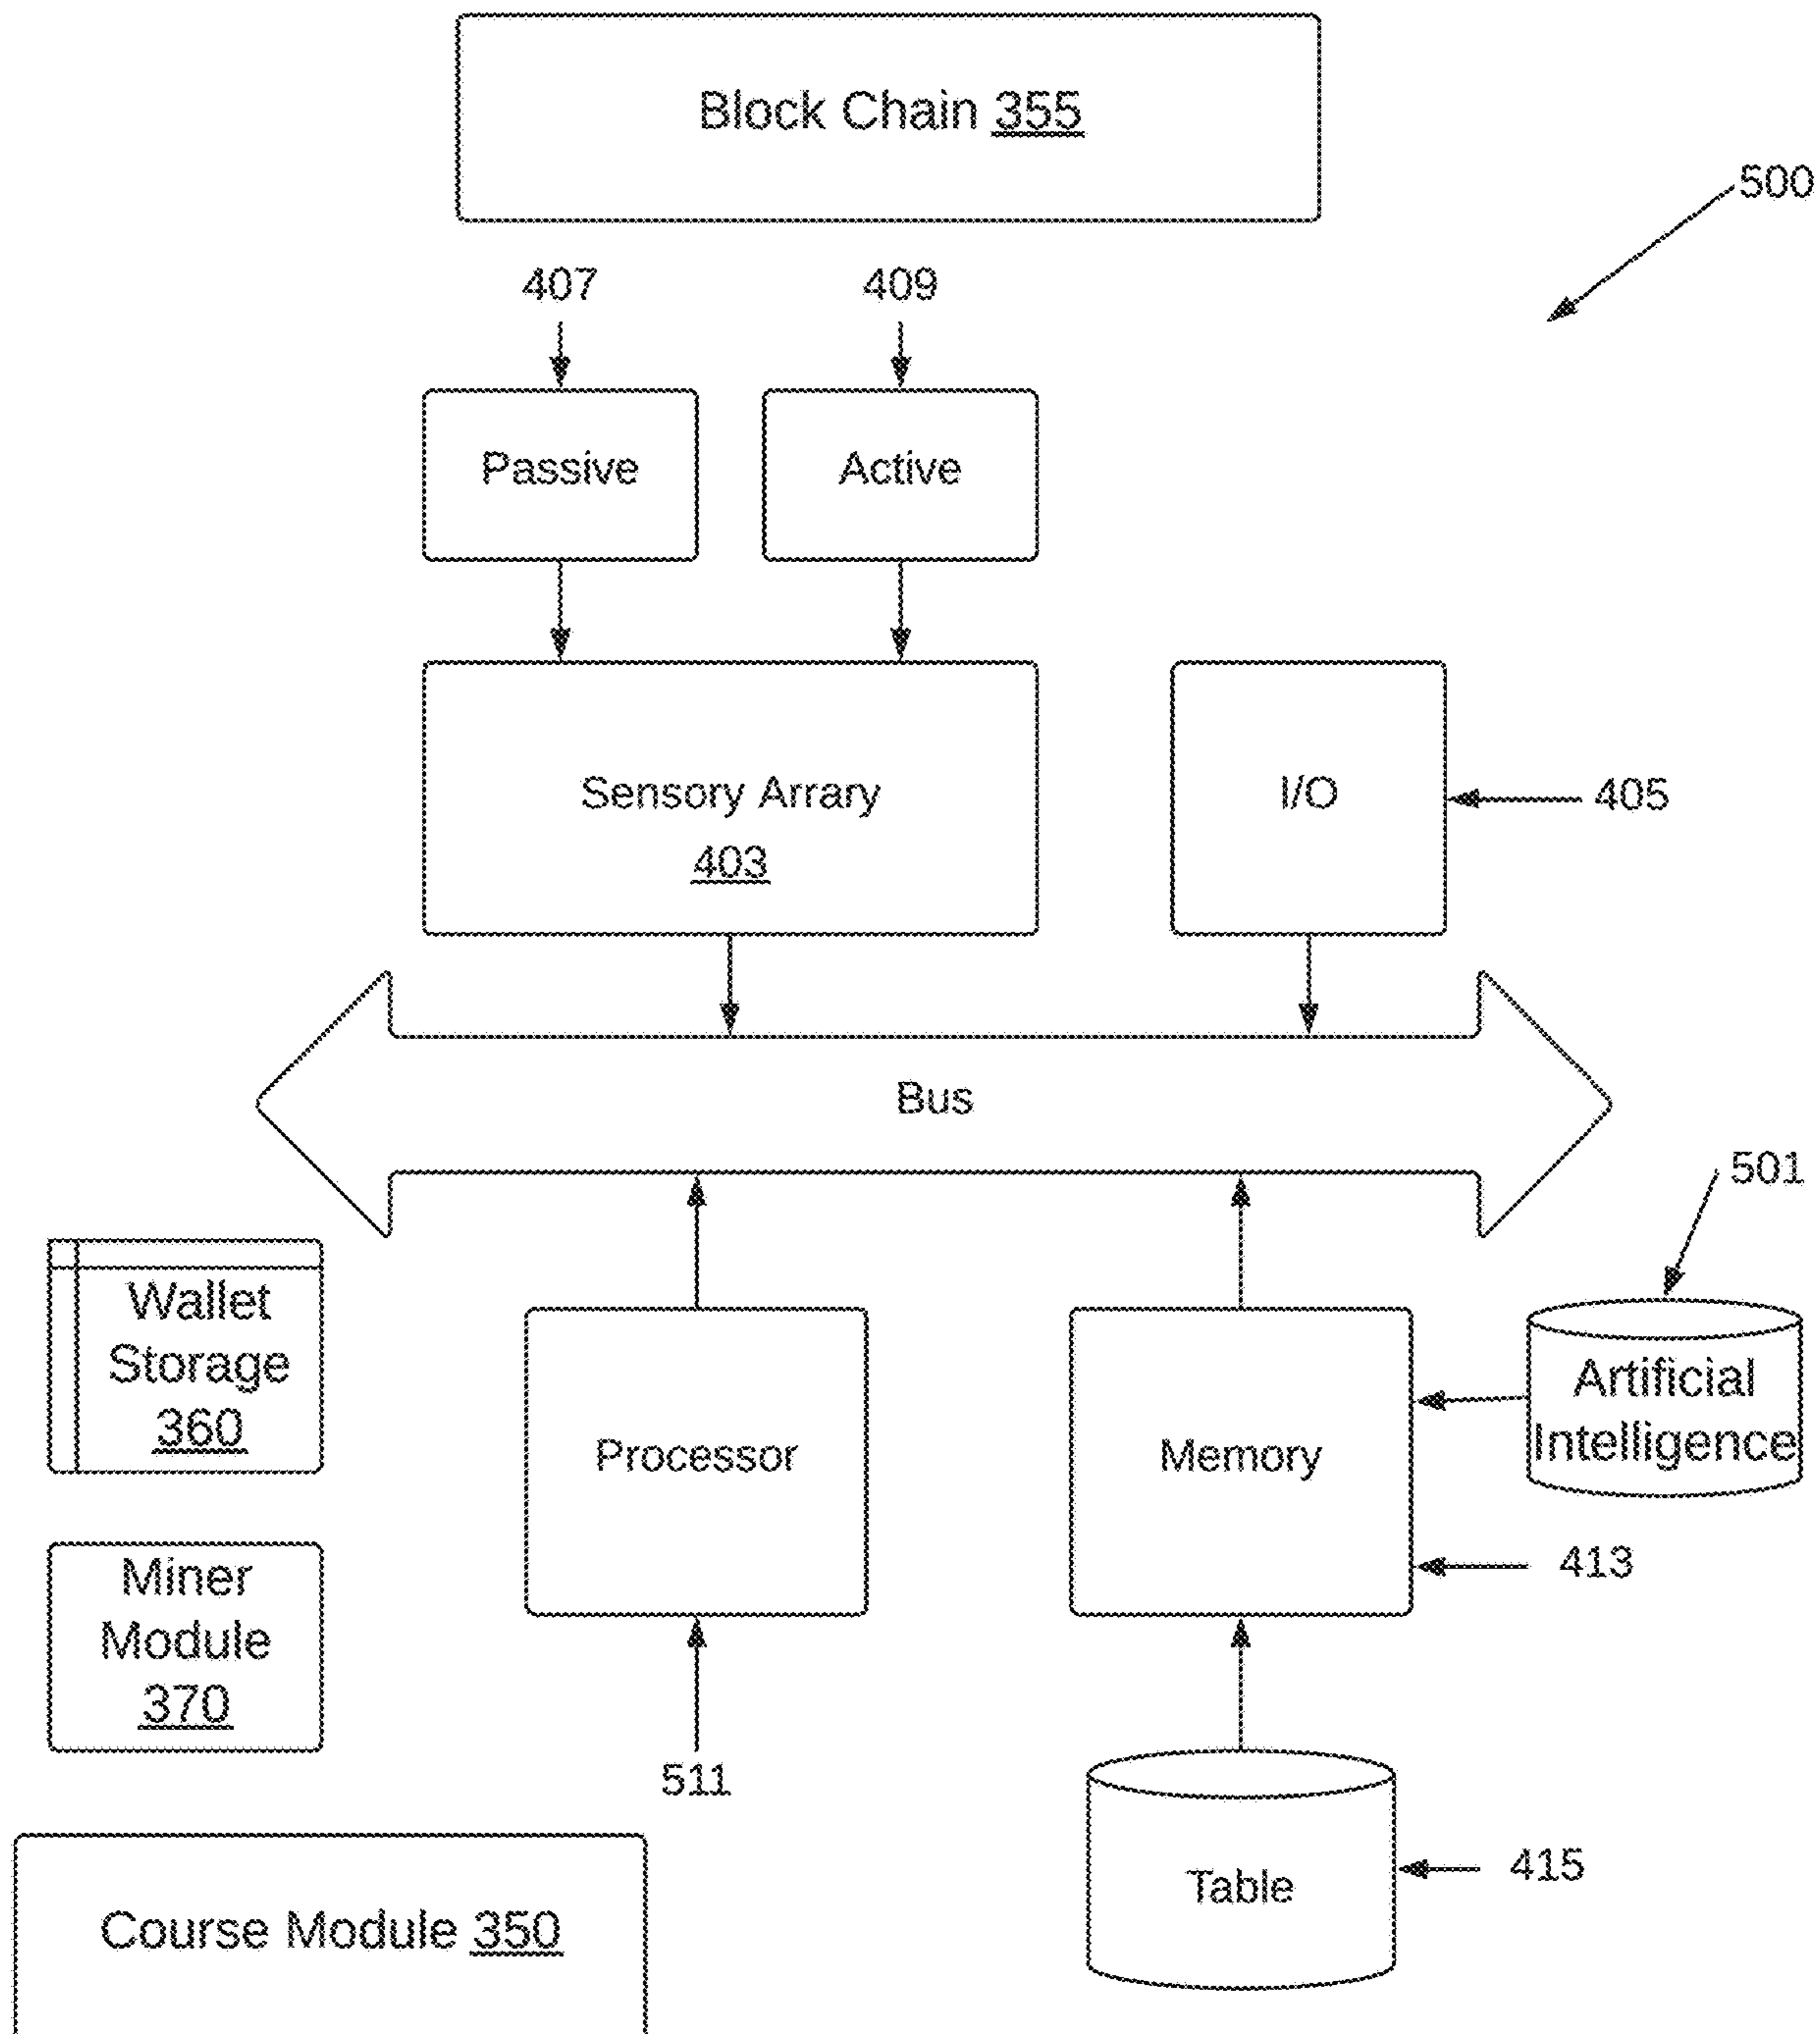 Block Chain 355
500
407
409
Passive
Active
Sensory Arrary
403
I/O
405
Bus
501
Wallet
Storage
360
Processor
Memory
Artificial
Intelligence
413
Miner
Module
370
511
Table
415
Course Module 350